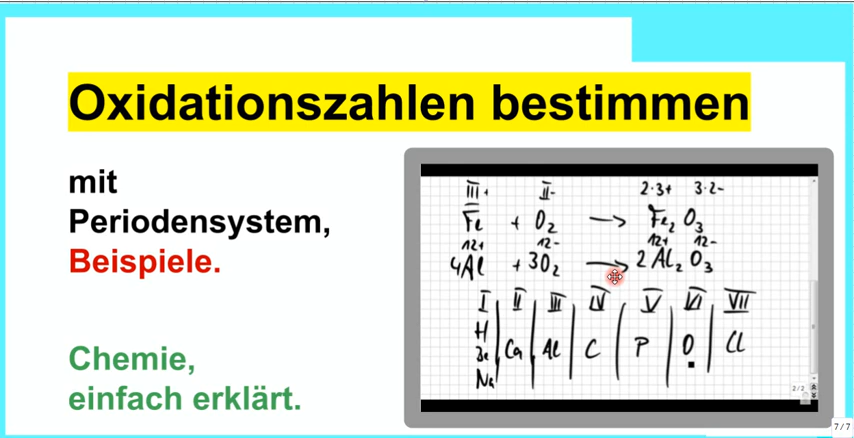 Oxidationszahlen bestimmen
mit
Periodensystem,
Beispiele.
Chemie,
einfach erklärt.
III+ II- 2·3+ 3·2-
Fe + O₂ → Fe₂ O₃
12+ 12- 12+ 12-
4Al + 3O₂ → 2 Al₂ O₃
I II III IV V VI VII
H
Ca Al C P O Cl
Na
2/2
7/7